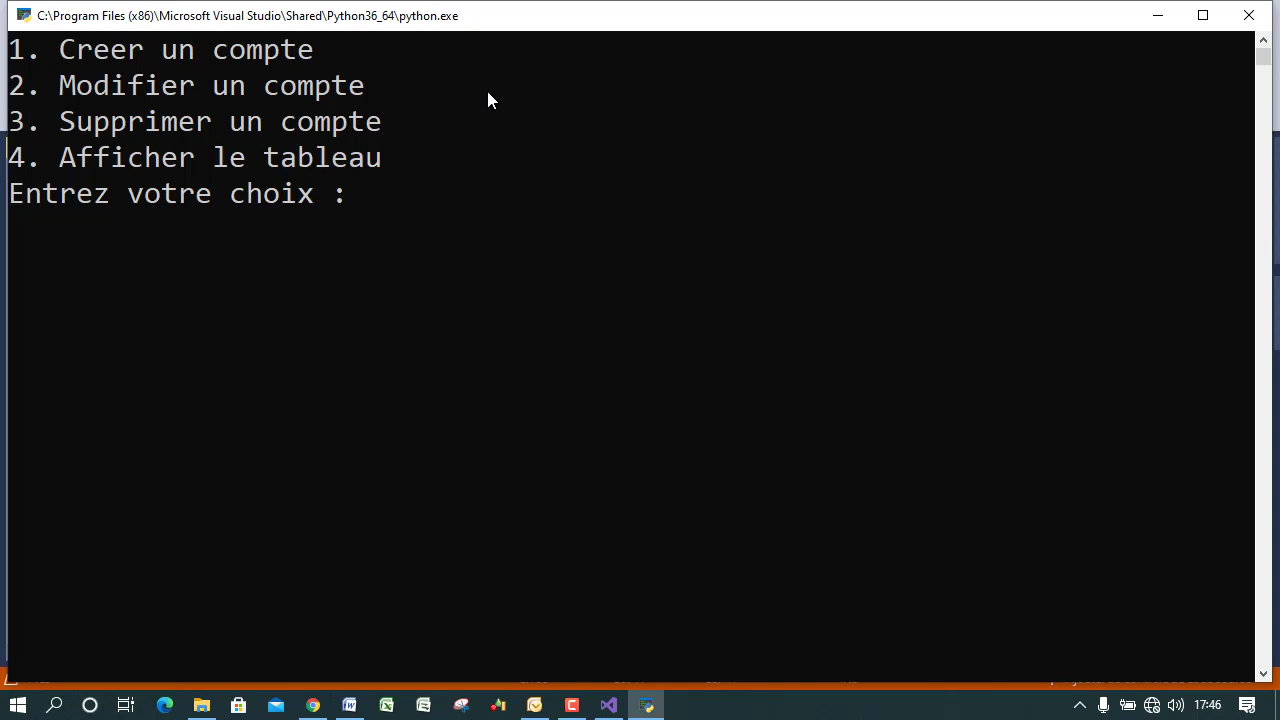 C:\Program Files (x86)\Microsoft Visual Studio\Shared\Python36_64\python.exe
1. Creer un compte
2. Modifier un compte
3. Supprimer un compte
4. Afficher le tableau
Entrez votre choix :
17:46